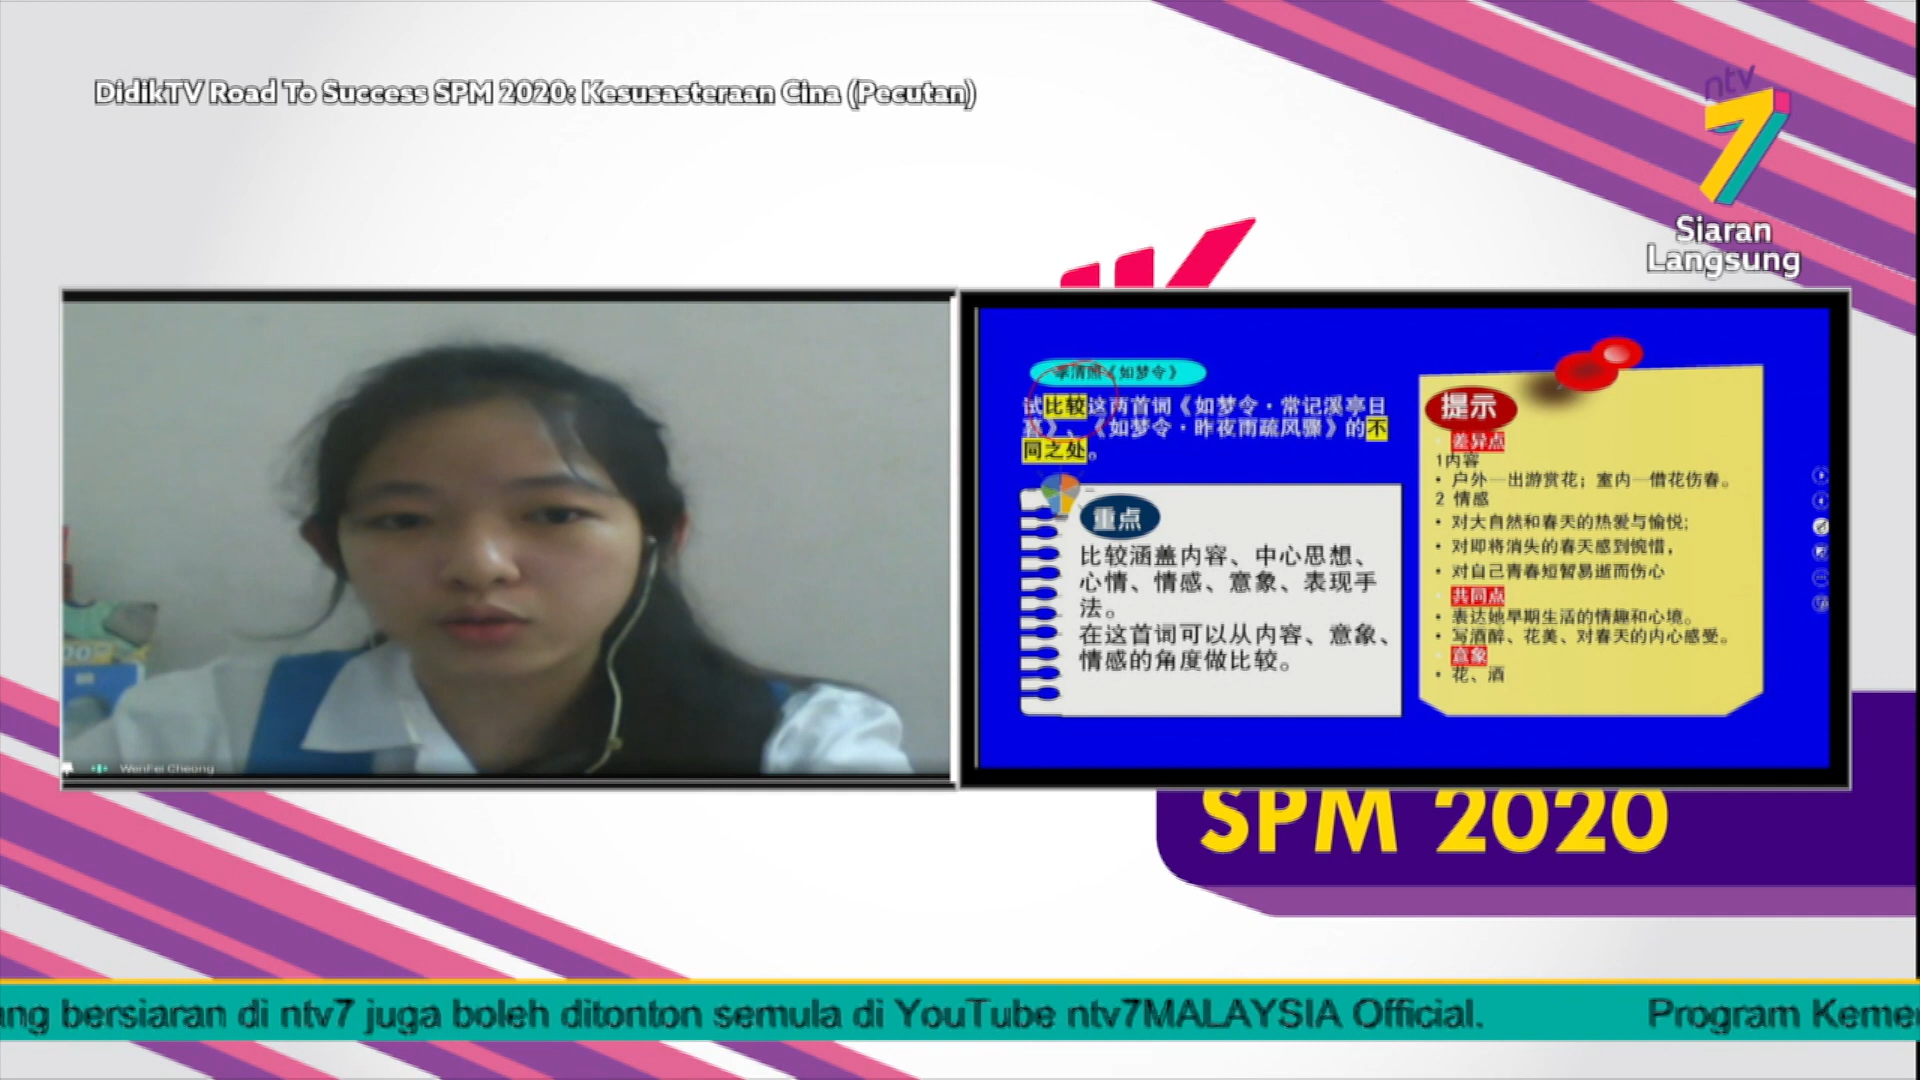 DidikTV Road To Success SPM 2020: Kesusasteraan Cina (Pecutan)
ntv
7
Siaran
Langsung
李清照《如梦令》
试比较这两首词《如梦令·常记溪亭日
暮》、《如梦令·昨夜雨疏风骤》的不
同之处。
重点
比较涵盖内容、中心思想、
心情、情感、意象、表现手
法。
在这首词可以从内容、意象、
情感的角度做比较。
提示
• 差异点
1内容
• 户外—出游赏花；室内—借花伤春。
2 情感
• 对大自然和春天的热爱与愉悦;
• 对即将消失的春天感到惋惜，
• 对自己青春短暂易逝而伤心
• 共同点
• 表达她早期生活的情趣和心境。
• 写酒醉、花美、对春天的内心感受。
• 意象
• 花、酒
WenFei Cheong
SPM 2020
ang bersiaran di ntv7 juga boleh ditonton semula di YouTube ntv7MALAYSIA Official. Program Keme